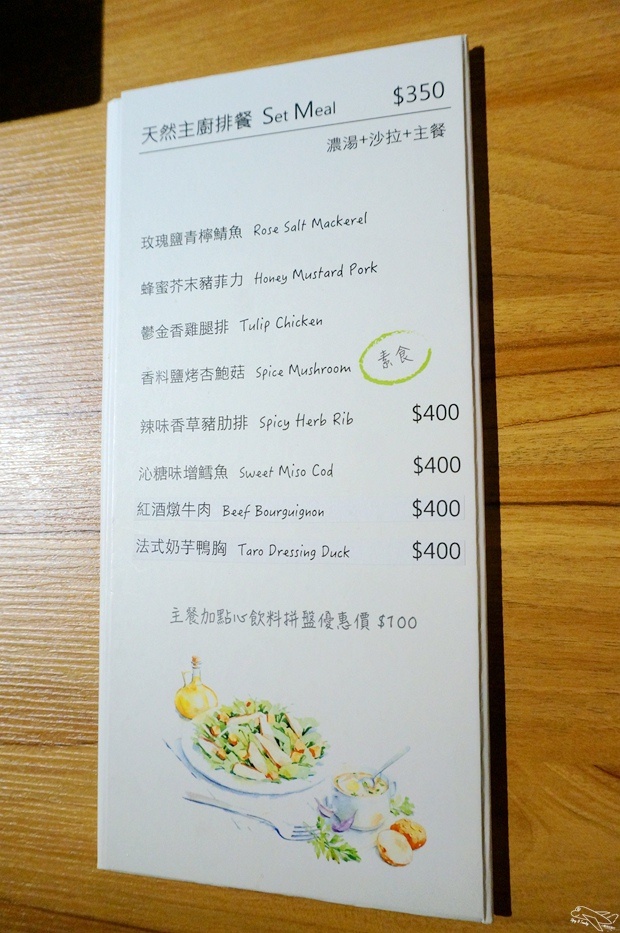 天然主廚排餐 Set Meal $350
濃湯+沙拉+主餐
玫瑰鹽青檸鯖魚 Rose Salt Mackerel
蜂蜜芥末豬菲力 Honey Mustard Pork
鬱金香雞腿排 Tulip Chicken
香料鹽烤杏鮑菇 Spice Mushroom 素食
辣味香草豬肋排 Spicy Herb Rib $400
沁糖味增鱈魚 Sweet Miso Cod $400
紅酒燉牛肉 Beef Bourguignon $400
法式奶芋鴨胸 Taro Dressing Duck $400
主餐加點心飲料拼盤優惠價 $100